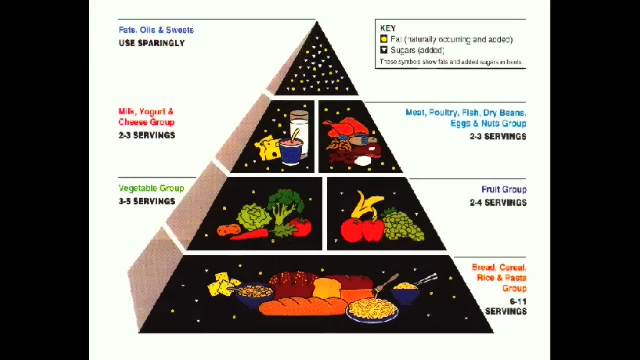 Fats, Oils & Sweets
USE SPARINGLY
KEY
Fat (naturally occurring and added)
Sugars (added)
These symbols show fats and added sugars in foods.
Milk, Yogurt &
Cheese Group
2-3 SERVINGS
Meat, Poultry, Fish, Dry Beans,
Eggs & Nuts Group
2-3 SERVINGS
Vegetable Group
3-5 SERVINGS
Fruit Group
2-4 SERVINGS
Bread, Cereal,
Rice & Pasta
Group
6-11
SERVINGS